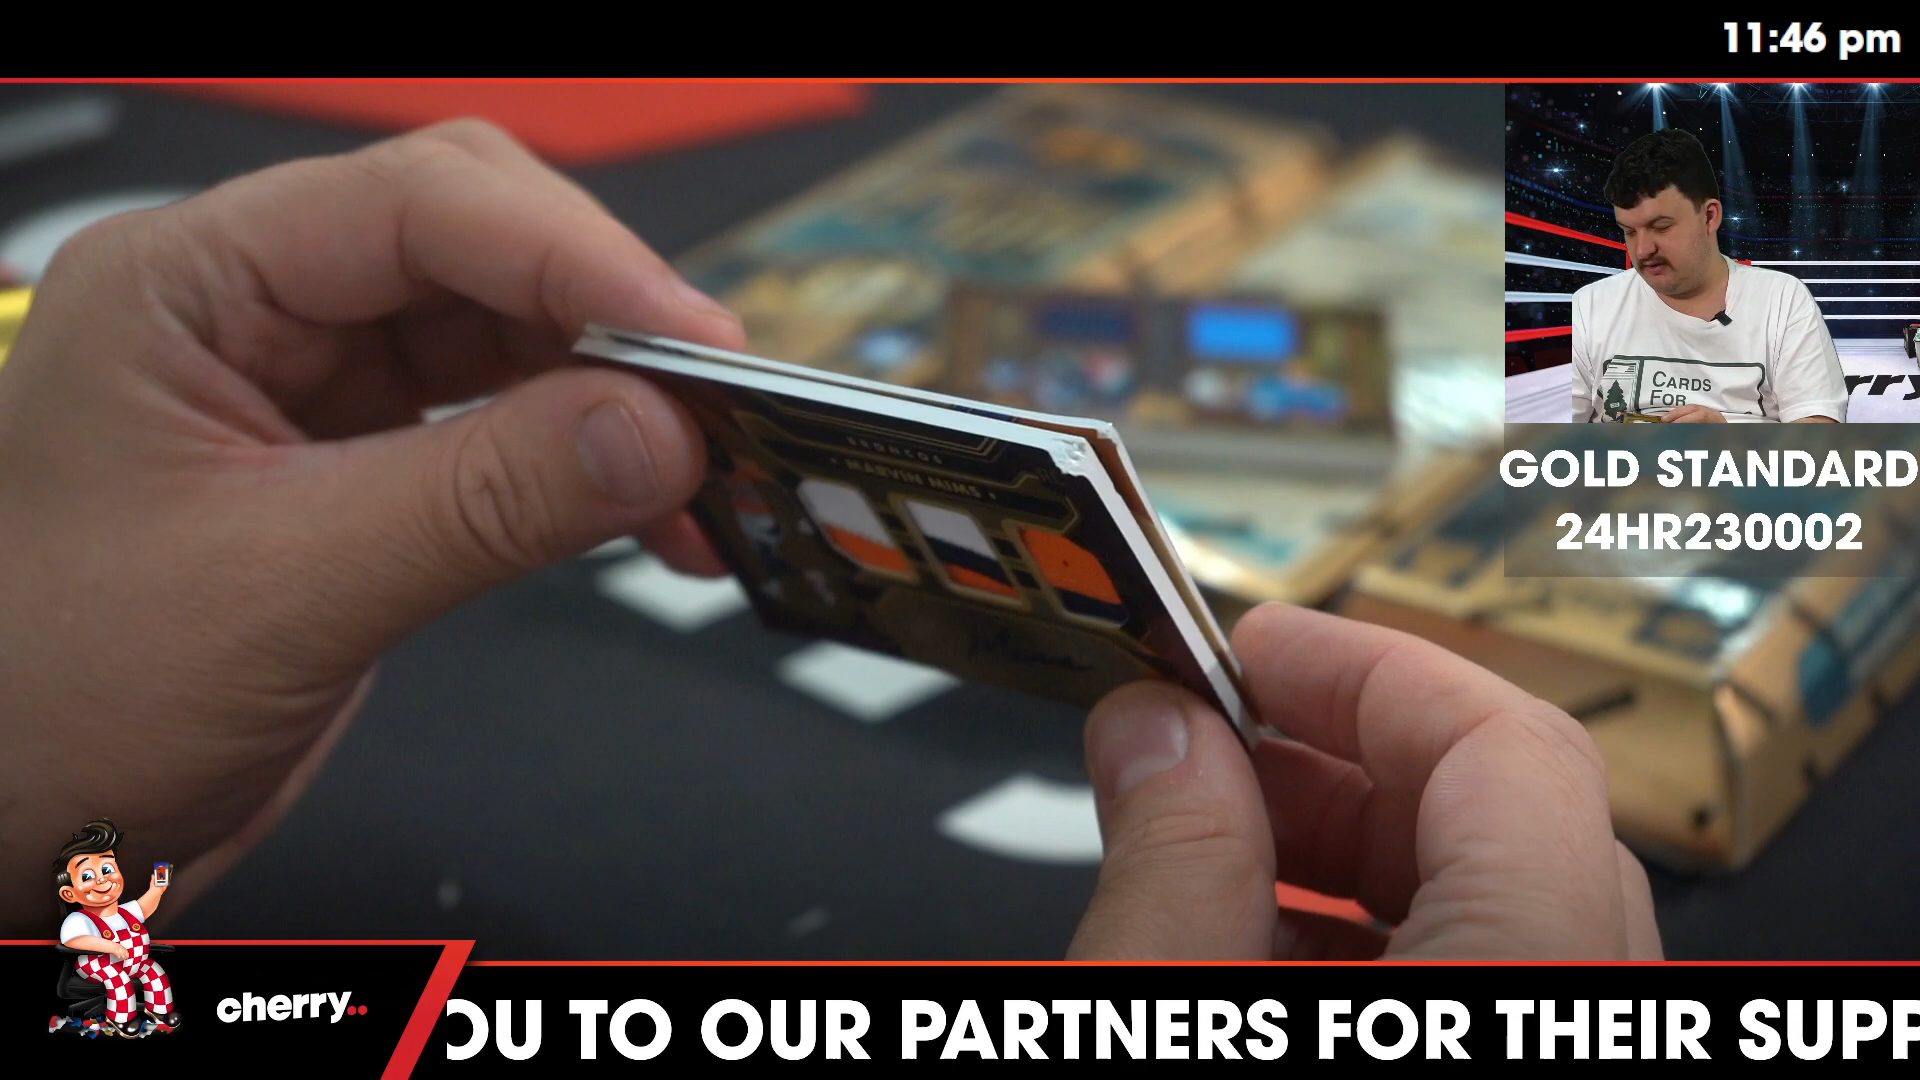 11:46 pm
CARDS
FOR
GOLD STANDARD
24HR230002
BRONCOS
• MARVIN MIMS •
cherry..
OU TO OUR PARTNERS FOR THEIR SUPP